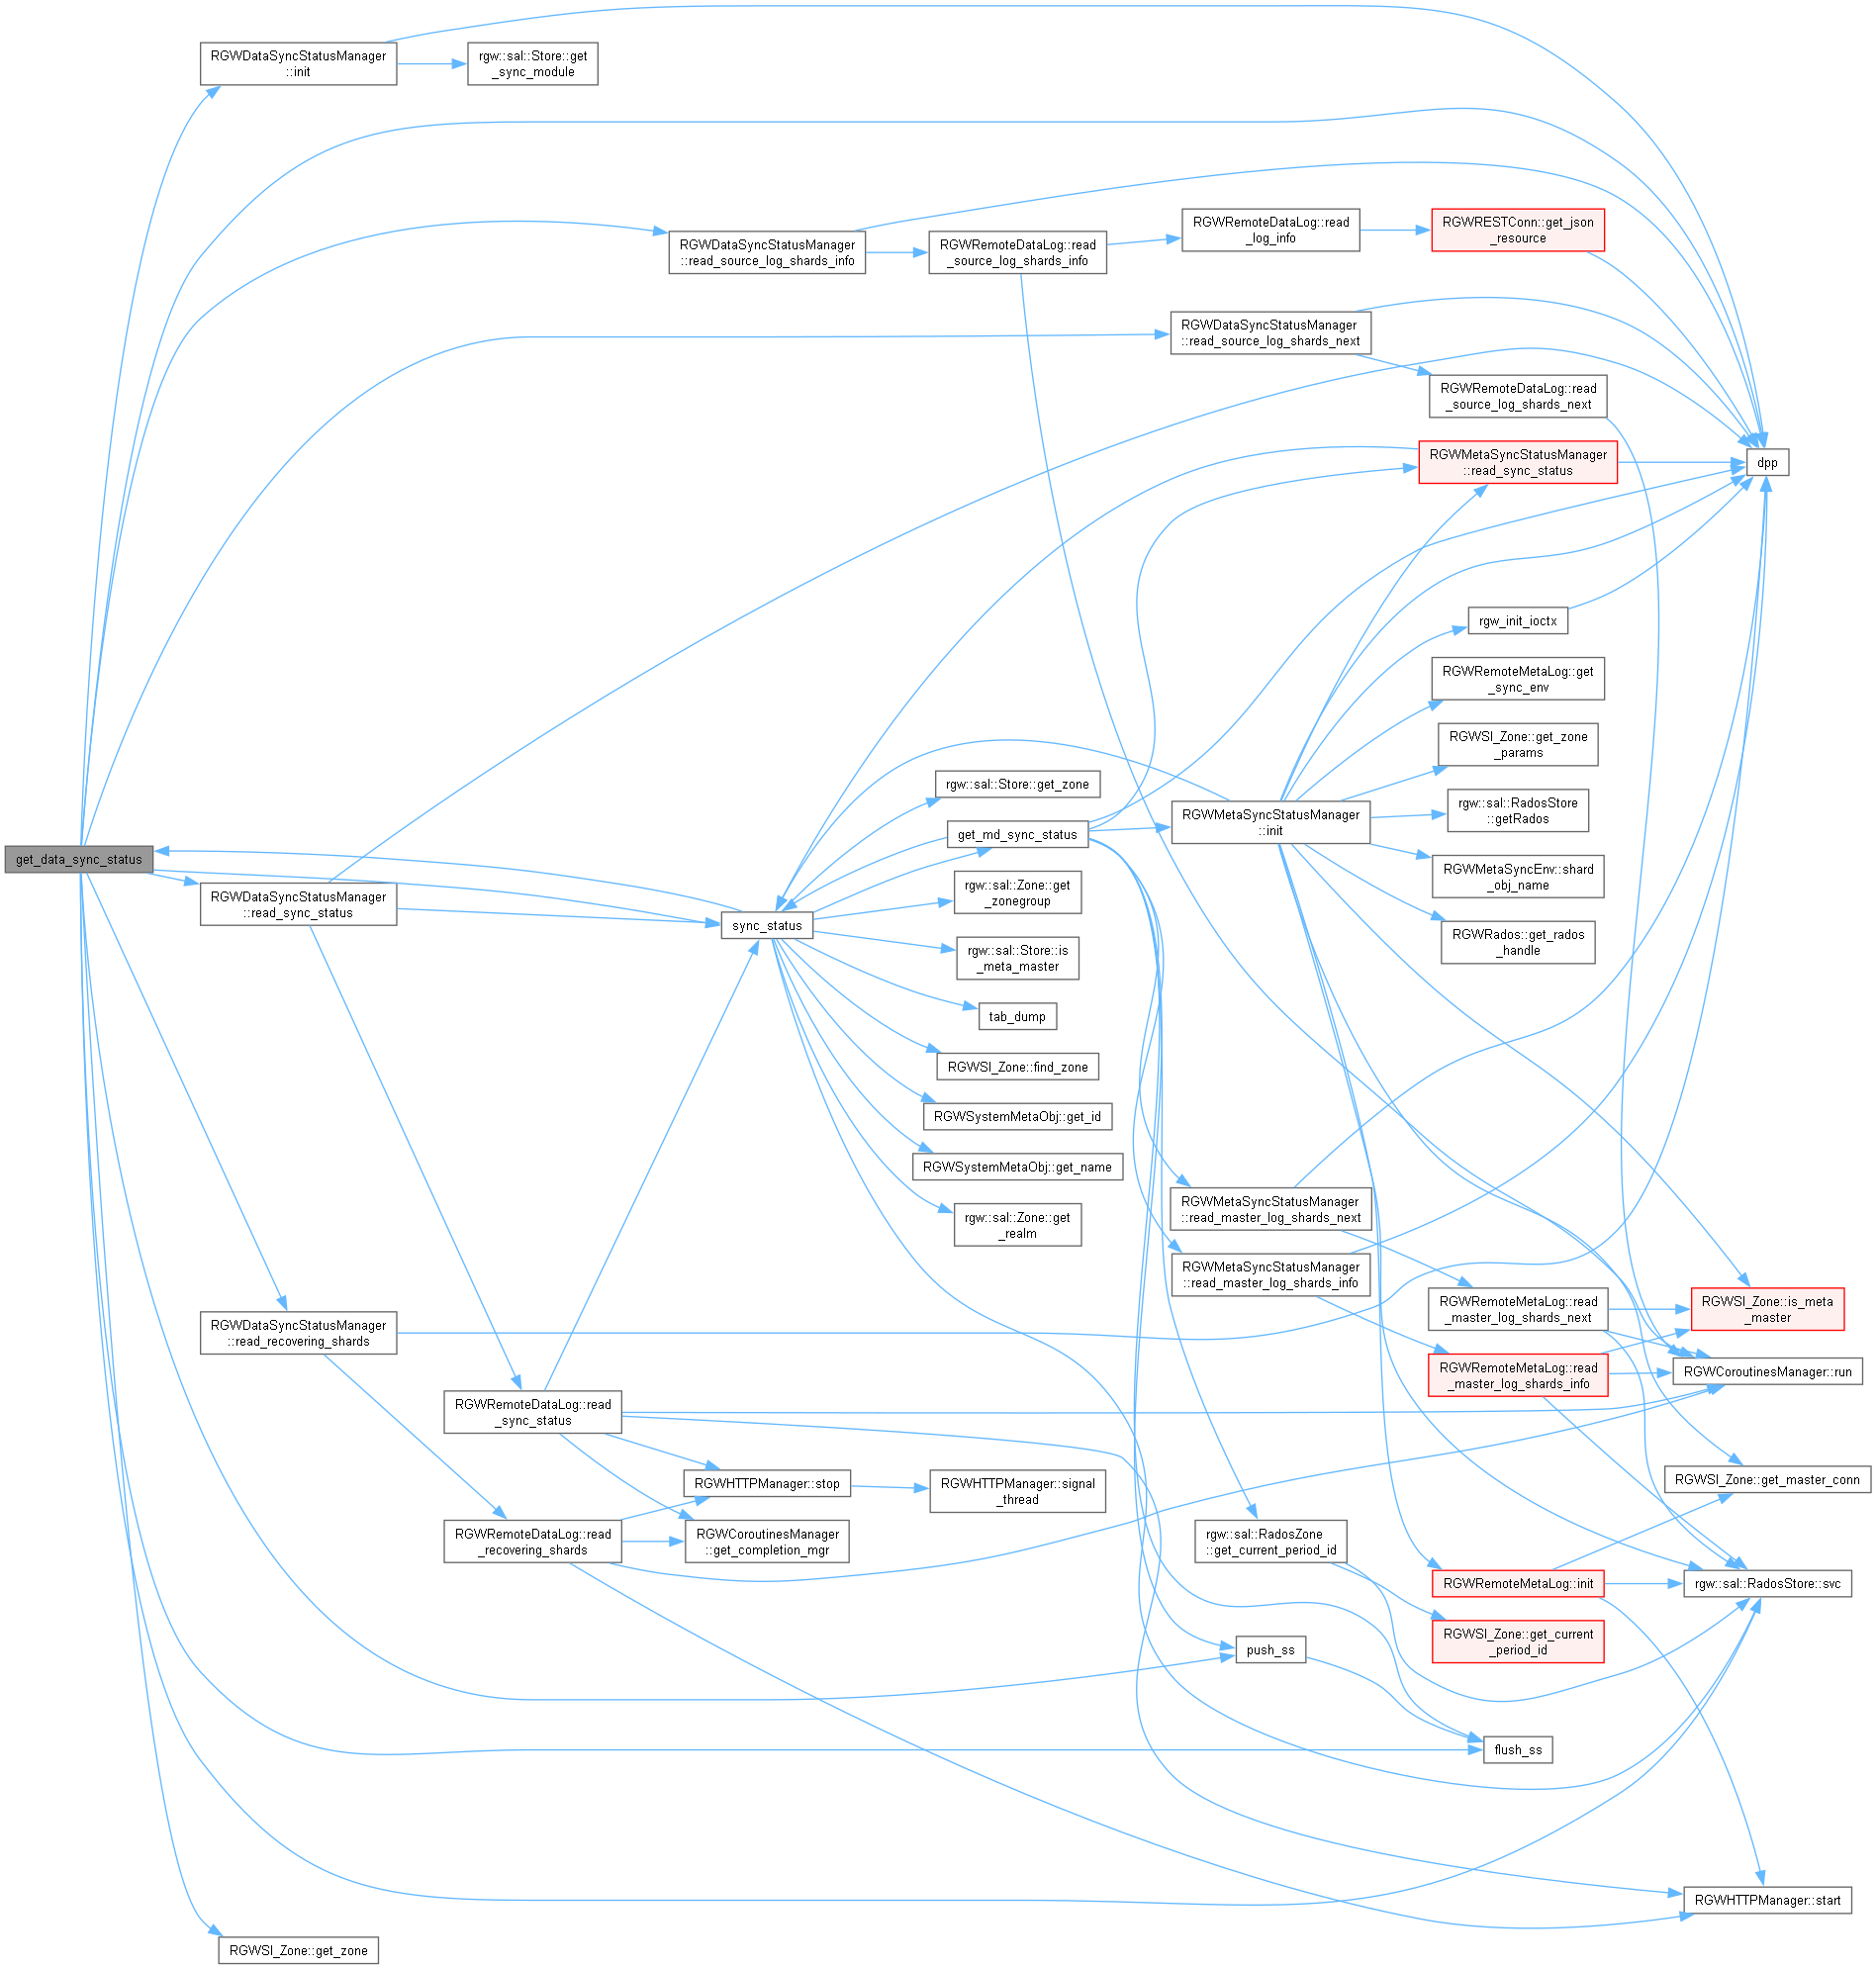 RGWDataSyncStatusManager
::init
rgw::sal::Store::get
_sync_module
RGWDataSyncStatusManager
::read_source_log_shards_info
RGWRemoteDataLog::read
_source_log_shards_info
RGWRemoteDataLog::read
_log_info
RGWRESTConn::get_json
_resource
RGWDataSyncStatusManager
::read_source_log_shards_next
RGWRemoteDataLog::read
_source_log_shards_next
RGWMetaSyncStatusManager
::read_sync_status
dpp
rgw_init_ioctx
RGWRemoteMetaLog::get
_sync_env
RGWSI_Zone::get_zone
_params
rgw::sal::RadosStore
::getRados
RGWMetaSyncEnv::shard
_obj_name
RGWRados::get_rados
_handle
rgw::sal::Store::get_zone
get_md_sync_status
RGWMetaSyncStatusManager
::init
get_data_sync_status
RGWDataSyncStatusManager
::read_sync_status
sync_status
rgw::sal::Zone::get
_zonegroup
rgw::sal::Store::is
_meta_master
tab_dump
RGWSI_Zone::find_zone
RGWSystemMetaObj::get_id
RGWSystemMetaObj::get_name
rgw::sal::Zone::get
_realm
RGWMetaSyncStatusManager
::read_master_log_shards_next
RGWMetaSyncStatusManager
::read_master_log_shards_info
RGWRemoteMetaLog::read
_master_log_shards_next
RGWSI_Zone::is_meta
_master
RGWRemoteMetaLog::read
_master_log_shards_info
RGWCoroutinesManager::run
RGWDataSyncStatusManager
::read_recovering_shards
RGWRemoteDataLog::read
_sync_status
RGWHTTPManager::stop
RGWHTTPManager::signal
_thread
RGWSI_Zone::get_master_conn
RGWRemoteDataLog::read
_recovering_shards
RGWCoroutinesManager
::get_completion_mgr
rgw::sal::RadosZone
::get_current_period_id
RGWRemoteMetaLog::init
rgw::sal::RadosStore::svc
RGWSI_Zone::get_current
_period_id
push_ss
flush_ss
RGWHTTPManager::start
RGWSI_Zone::get_zone